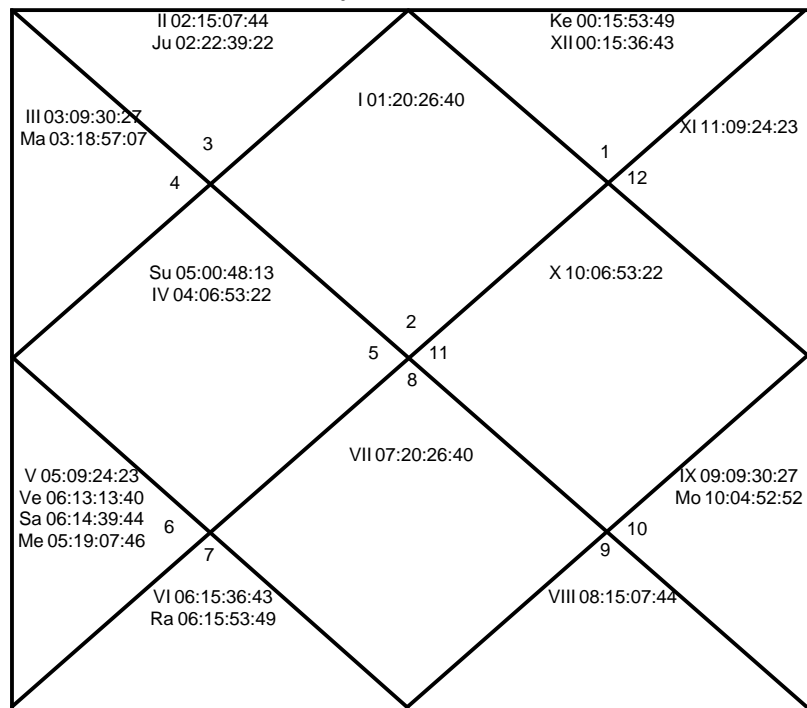 II 02:15:07:44
Ju 02:22:39:22
Ke 00:15:53:49
XII 00:15:36:43
I 01:20:26:40
III 03:09:30:27
Ma 03:18:57:07
XI 11:09:24:23
3
1
4
12
Su 05:00:48:13
IV 04:06:53:22
X 10:06:53:22
2
5
11
8
VII 07:20:26:40
V 05:09:24:23
Ve 06:13:13:40
Sa 06:14:39:44
Me 05:19:07:46
IX 09:09:30:27
Mo 10:04:52:52
6
10
7
9
VI 06:15:36:43
Ra 06:15:53:49
VIII 08:15:07:44